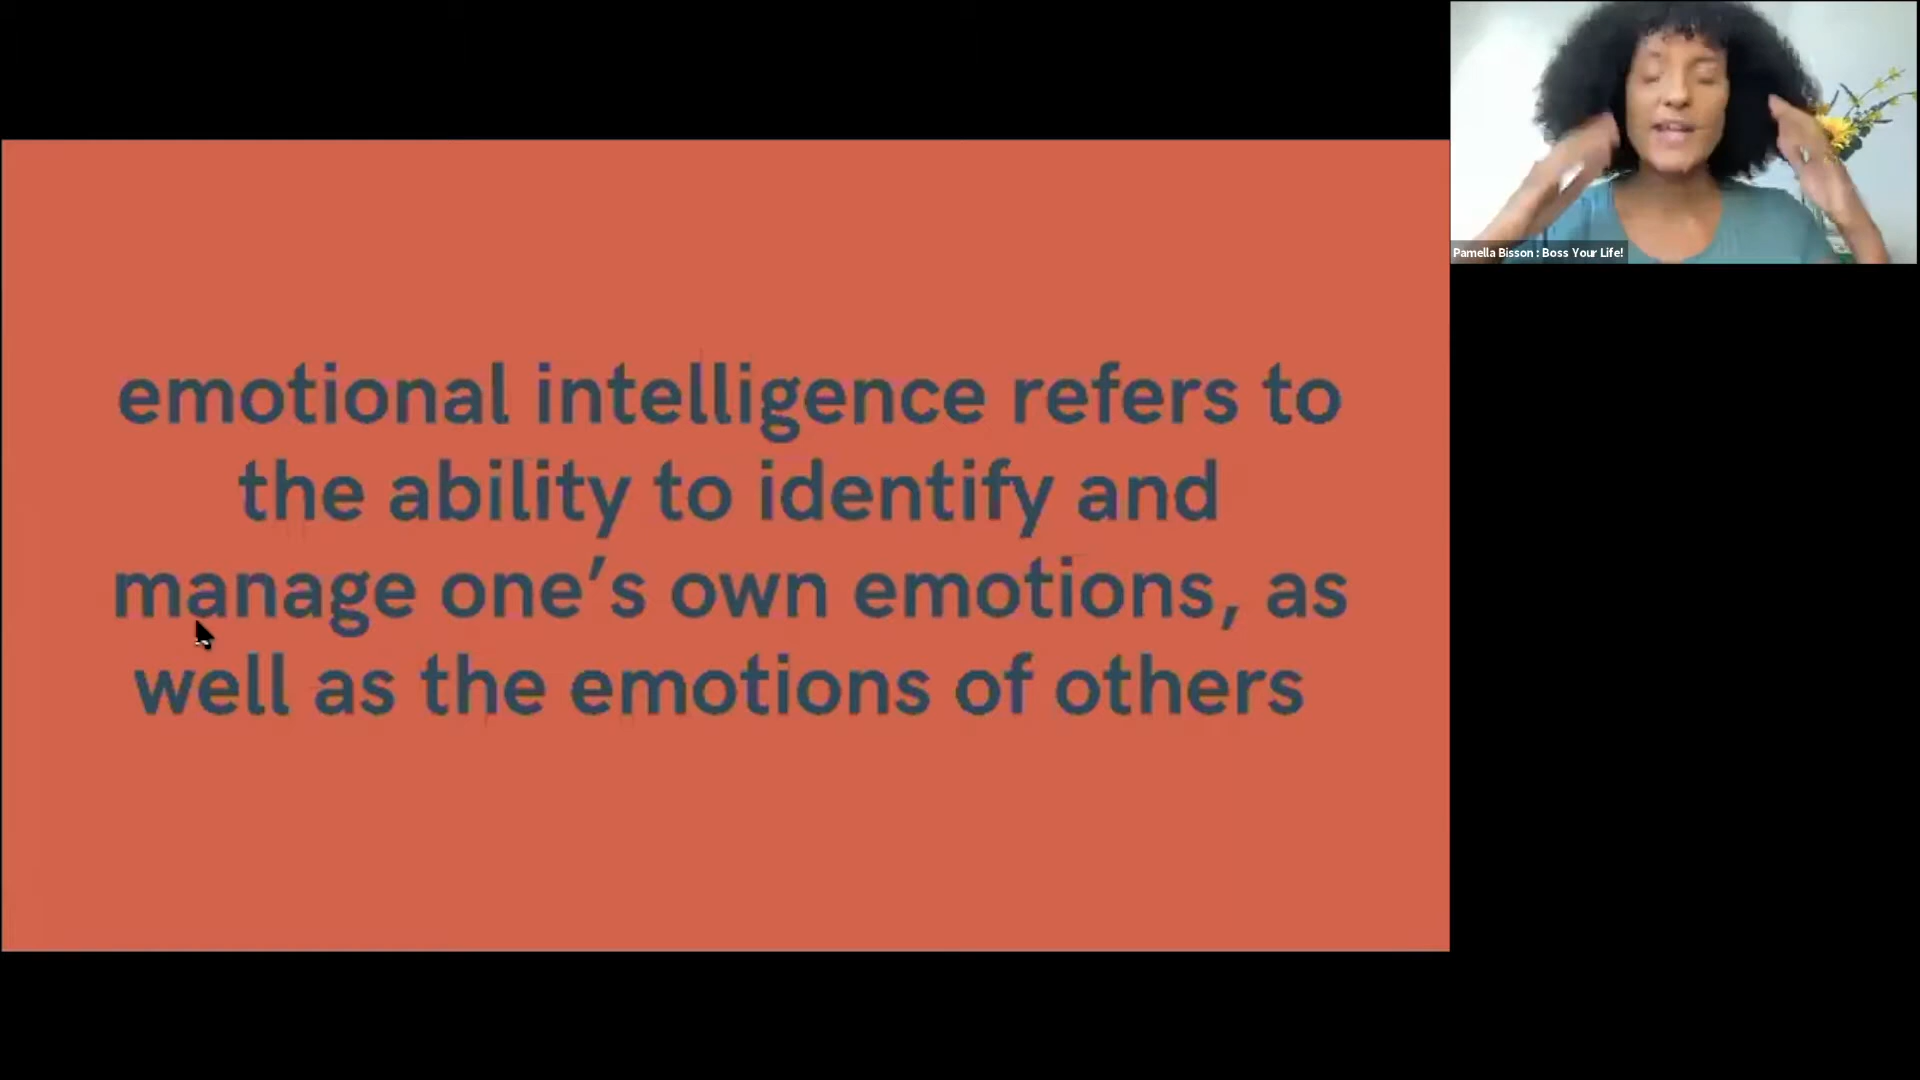 emotional intelligence refers to
the ability to identify and
manage one’s own emotions, as
well as the emotions of others
Pamella Bisson : Boss Your Life!